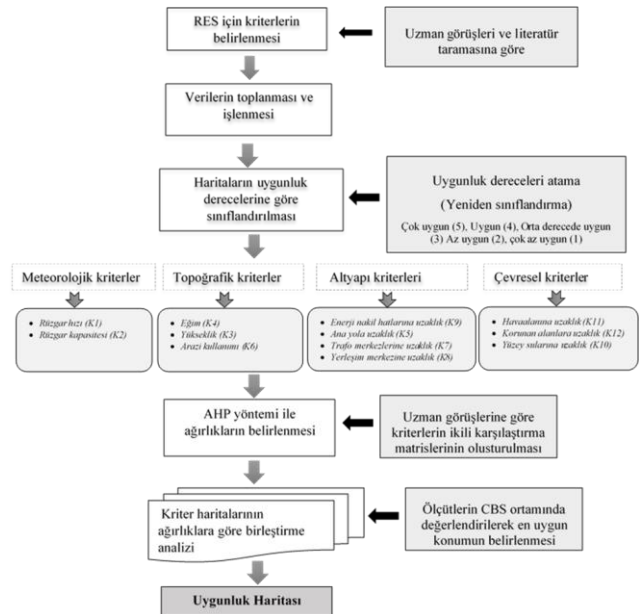 RES için kriterlerin
belirlenmesi
Uzman görüşleri ve literatür
taramasına göre
Verilerin toplanması ve
işlenmesi
Haritaların uygunluk
derecelerine göre
sınıflandırılması
Uygunluk dereceleri atama
(Yeniden sınıflandırma)
Çok uygun (5), Uygun (4), Orta derecede uygun
(3) Az uygun (2), çok az uygun (1)
Meteorolojik kriterler
Topoğrafik kriterler
Altyapı kriterleri
Çevresel kriterler
• Rüzgar hızı (K1)
• Rüzgar kapasitesi (K2)
• Eğim (K4)
• Yükseklik (K3)
• Arazi kullanımı (K6)
• Enerji nakil hatlarına uzaklık (K9)
• Ana yola uzaklık (K5)
• Trafo merkezlerine uzaklık (K7)
• Yerleşim merkezine uzaklık (K8)
• Havaalanına uzaklık (K11)
• Korunan alanlara uzaklık (K12)
• Yüzey sularına uzaklık (K10)
AHP yöntemi ile
ağırlıkların belirlenmesi
Uzman görüşlerine göre
kriterlerin ikili karşılaştırma
matrislerinin olusturulması
Kriter haritalarının
ağırlıklara göre birleştirme
analizi
Ölçütlerin CBS ortamında
değerlendirilerek en uygun
konumun belirlenmesi
Uygunluk Haritası